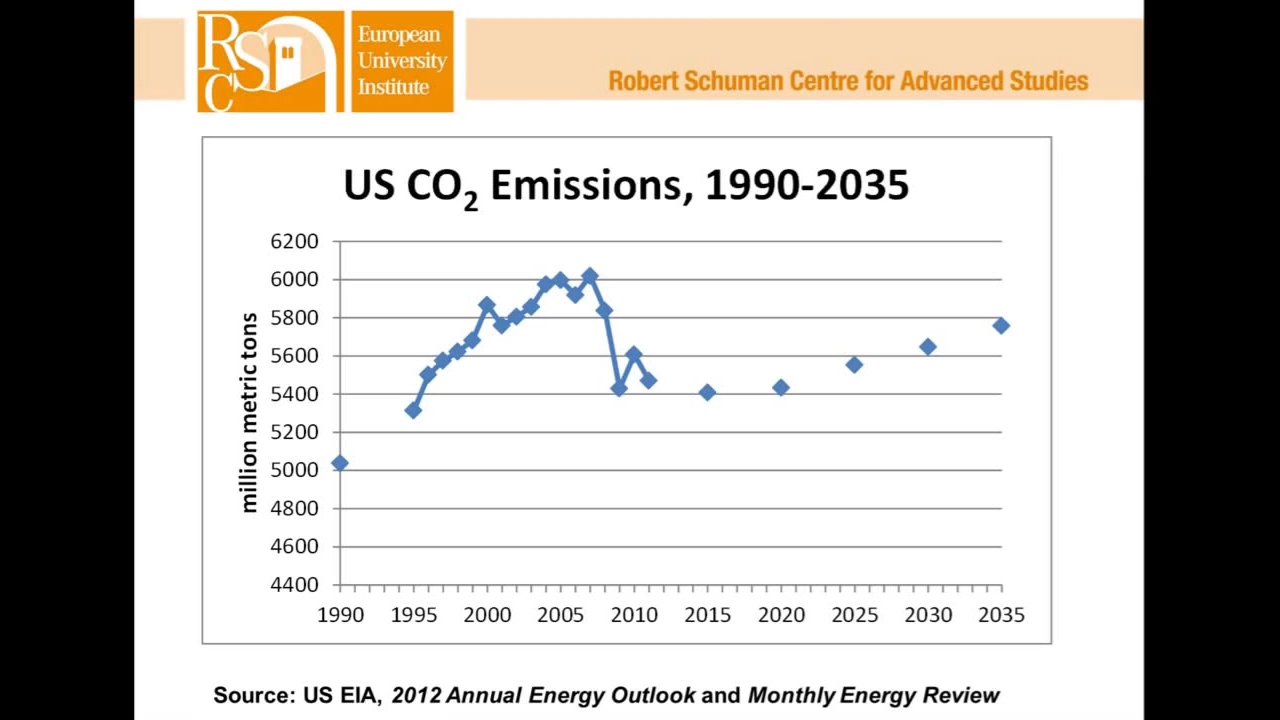 RSC
European
University
Institute
Robert Schuman Centre for Advanced Studies
US CO₂ Emissions, 1990-2035
million metric tons
6200
6000
5800
5600
5400
5200
5000
4800
4600
4400
1990 1995 2000 2005 2010 2015 2020 2025 2030 2035
Source: US EIA, 2012 Annual Energy Outlook and Monthly Energy Review